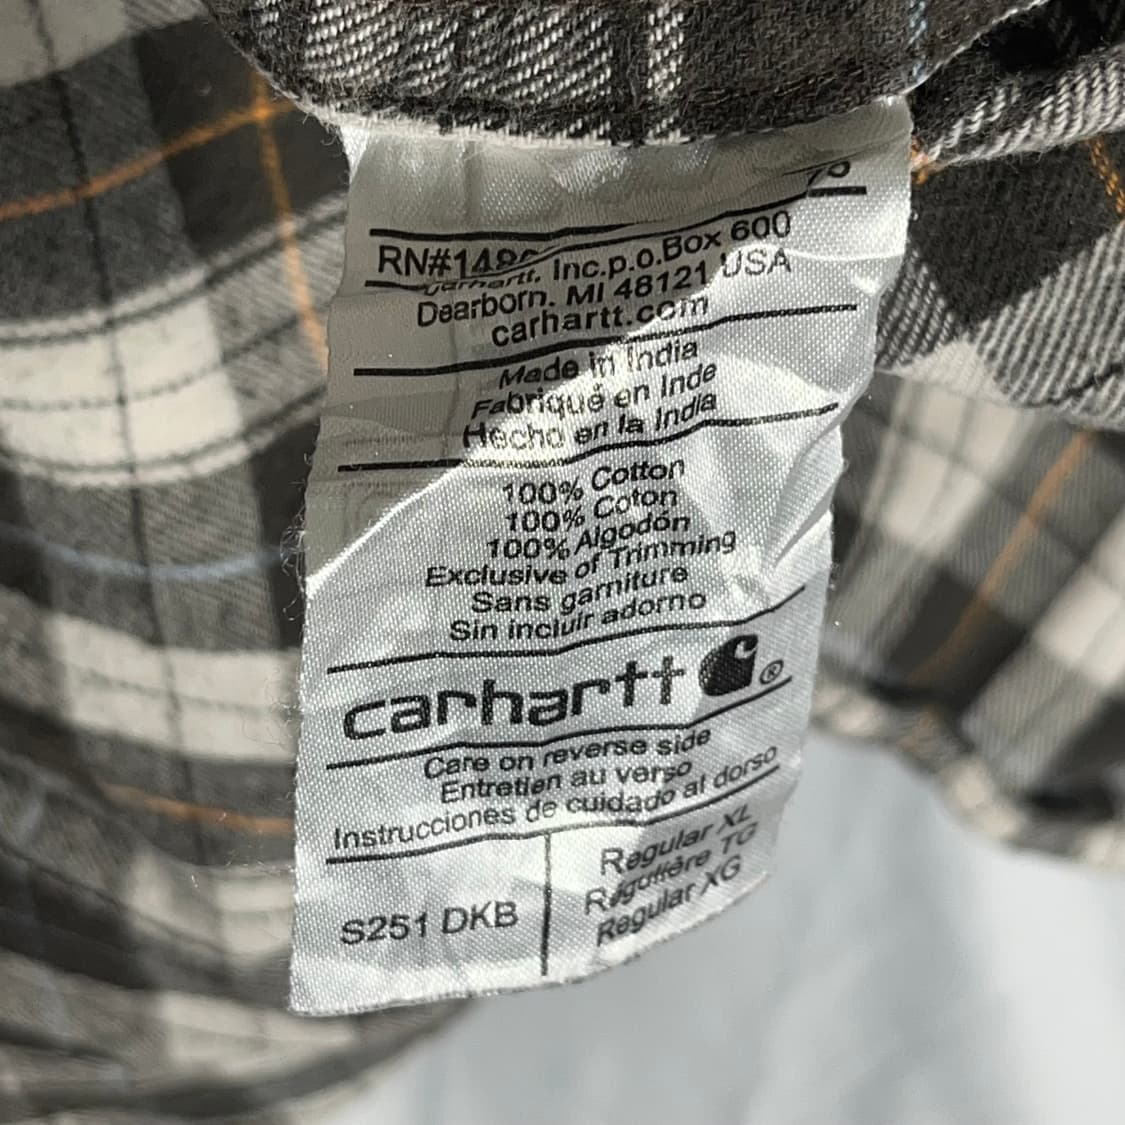 Inc.p.o.Box 600
Dearborn. MI 48121 USA
carhartt.com
Made in India
Fabriqué en Inde
Hecho en la India
100% Cotton
100% Coton
100% Algodón
Exclusive of Trimming
Sans garniture
Sin incluir adorno
carhartt ®
Care on reverse side
Entretien au verso
Instrucciones de cuidado al dorso
S251 DKB
Regular XL
Régulière TG
Regular XG